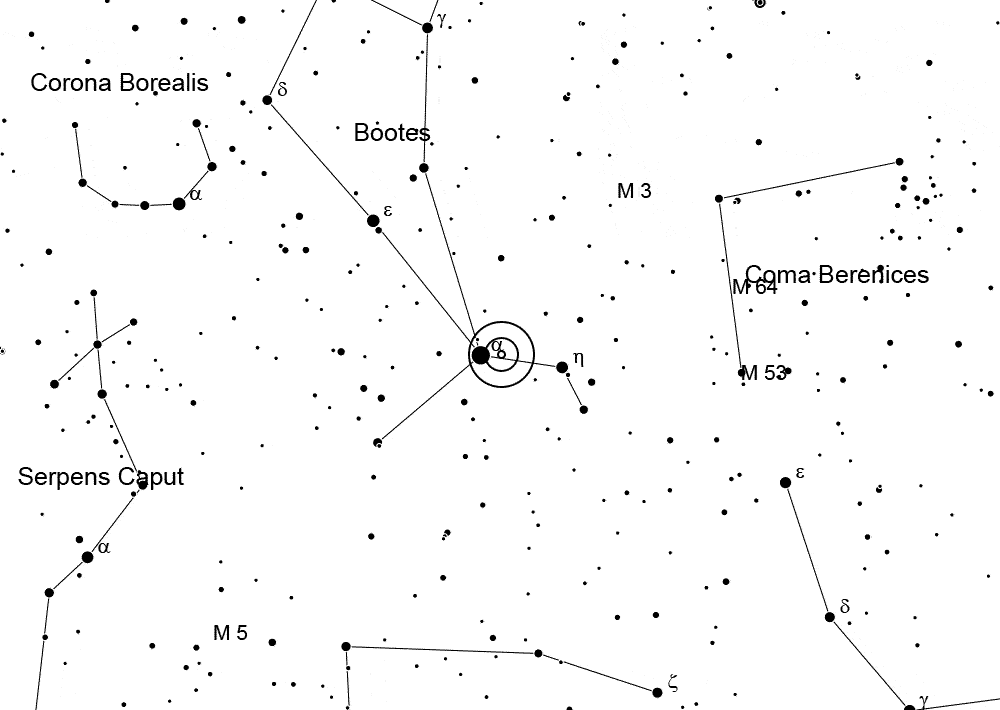 γ
Corona Borealis
δ
Bootes
M 3
α
ε
Coma Berenices
M 64
α
η
M 53
Serpens Caput
ε
α
δ
M 5
ζ
γ